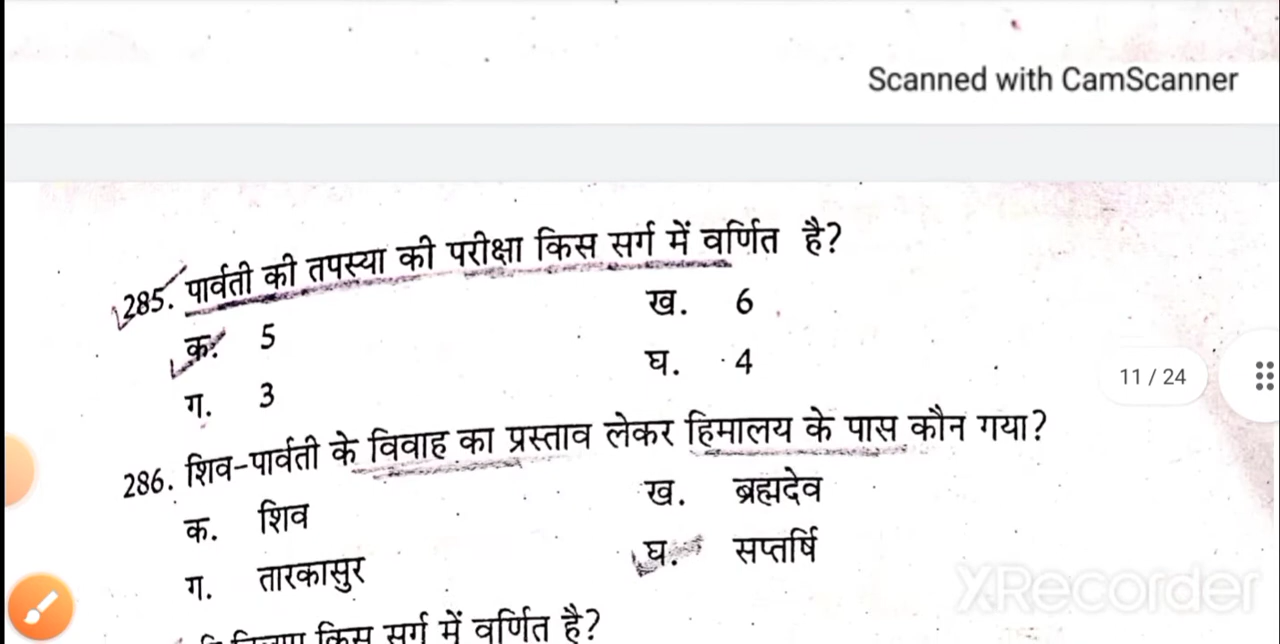 Scanned with CamScanner
285. पार्वती की तपस्या की परीक्षा किस सर्ग में वर्णित है?
क. 5 ख. 6
ग. 3 घ. 4
11 / 24
286. शिव-पार्वती के विवाह का प्रस्ताव लेकर हिमालय के पास कौन गया?
क. शिव ख. ब्रह्मदेव
ग. तारकासुर घ. सप्तर्षि
XRecorder
किस सर्ग में वर्णित है?